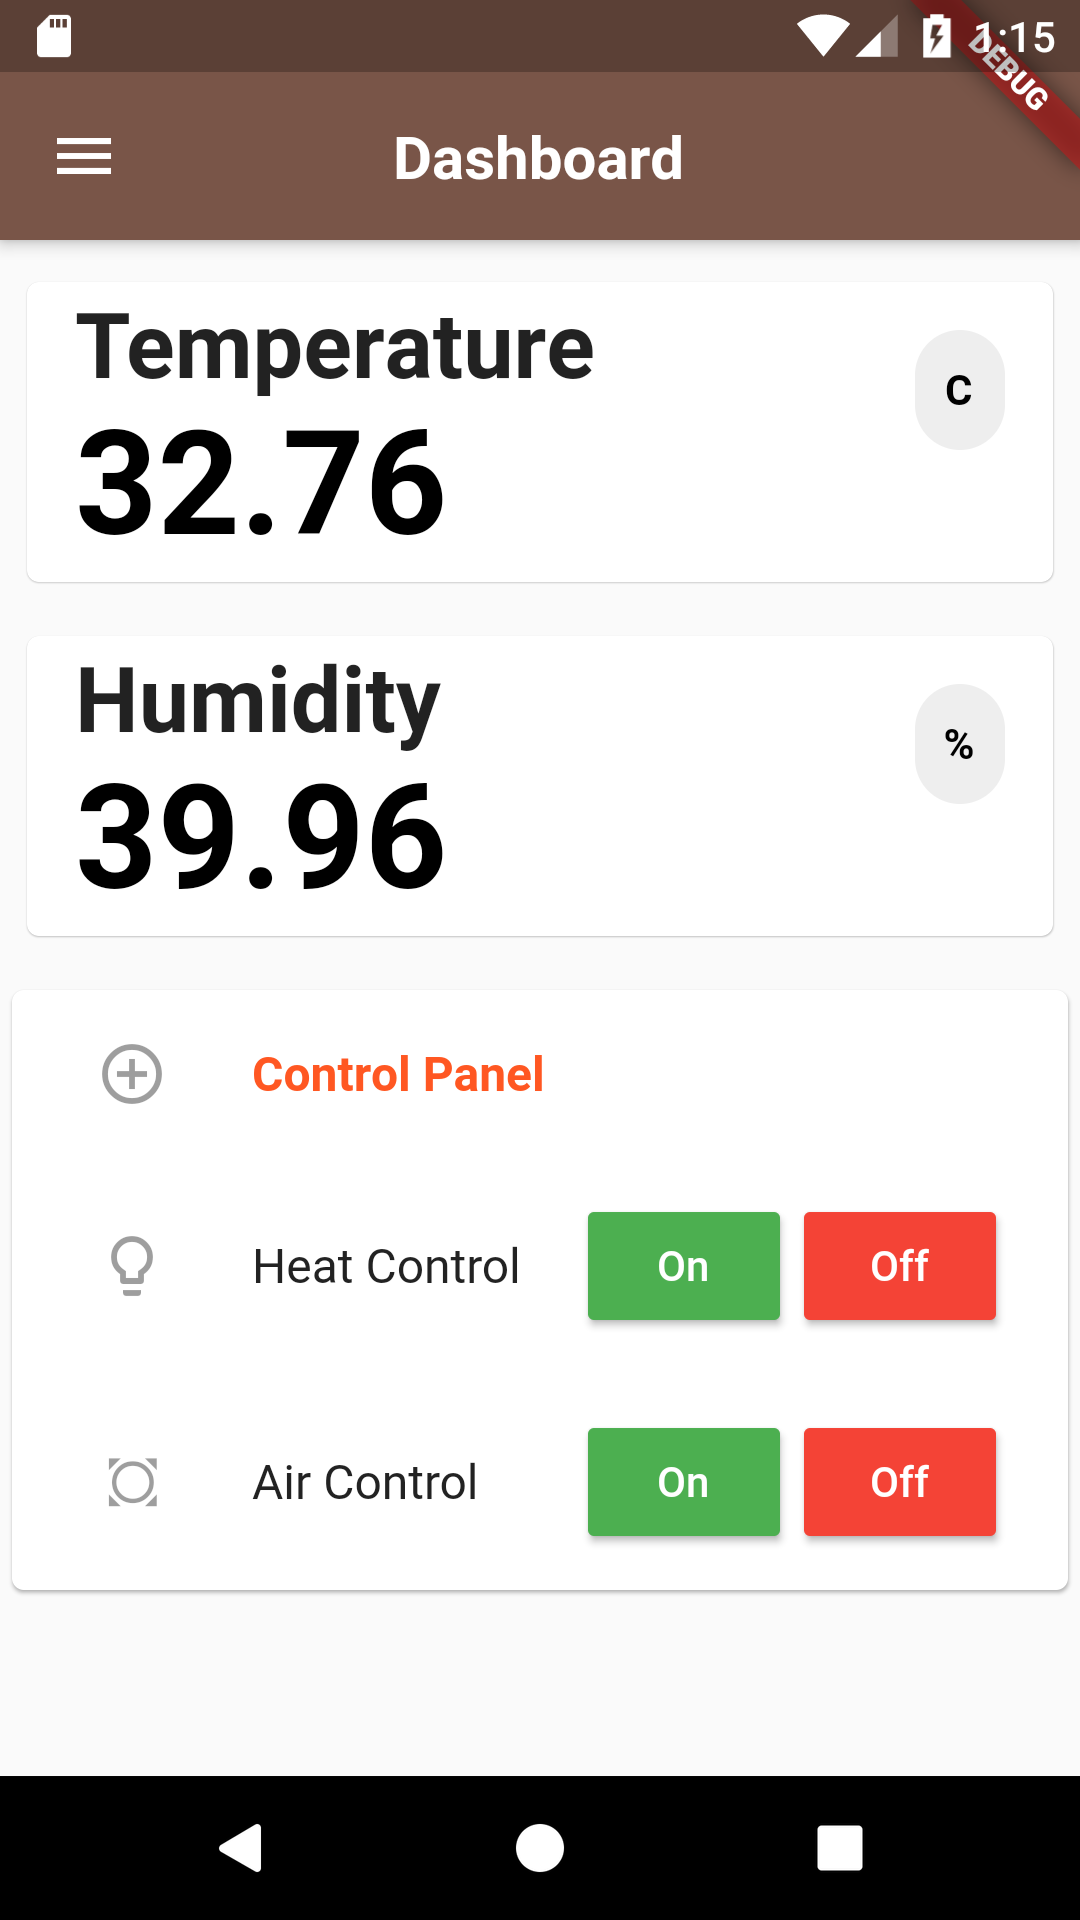 1:15
DEBUG
Dashboard
Temperature
C
32.76
Humidity
%
39.96
Control Panel
Heat Control On Off
Air Control On Off